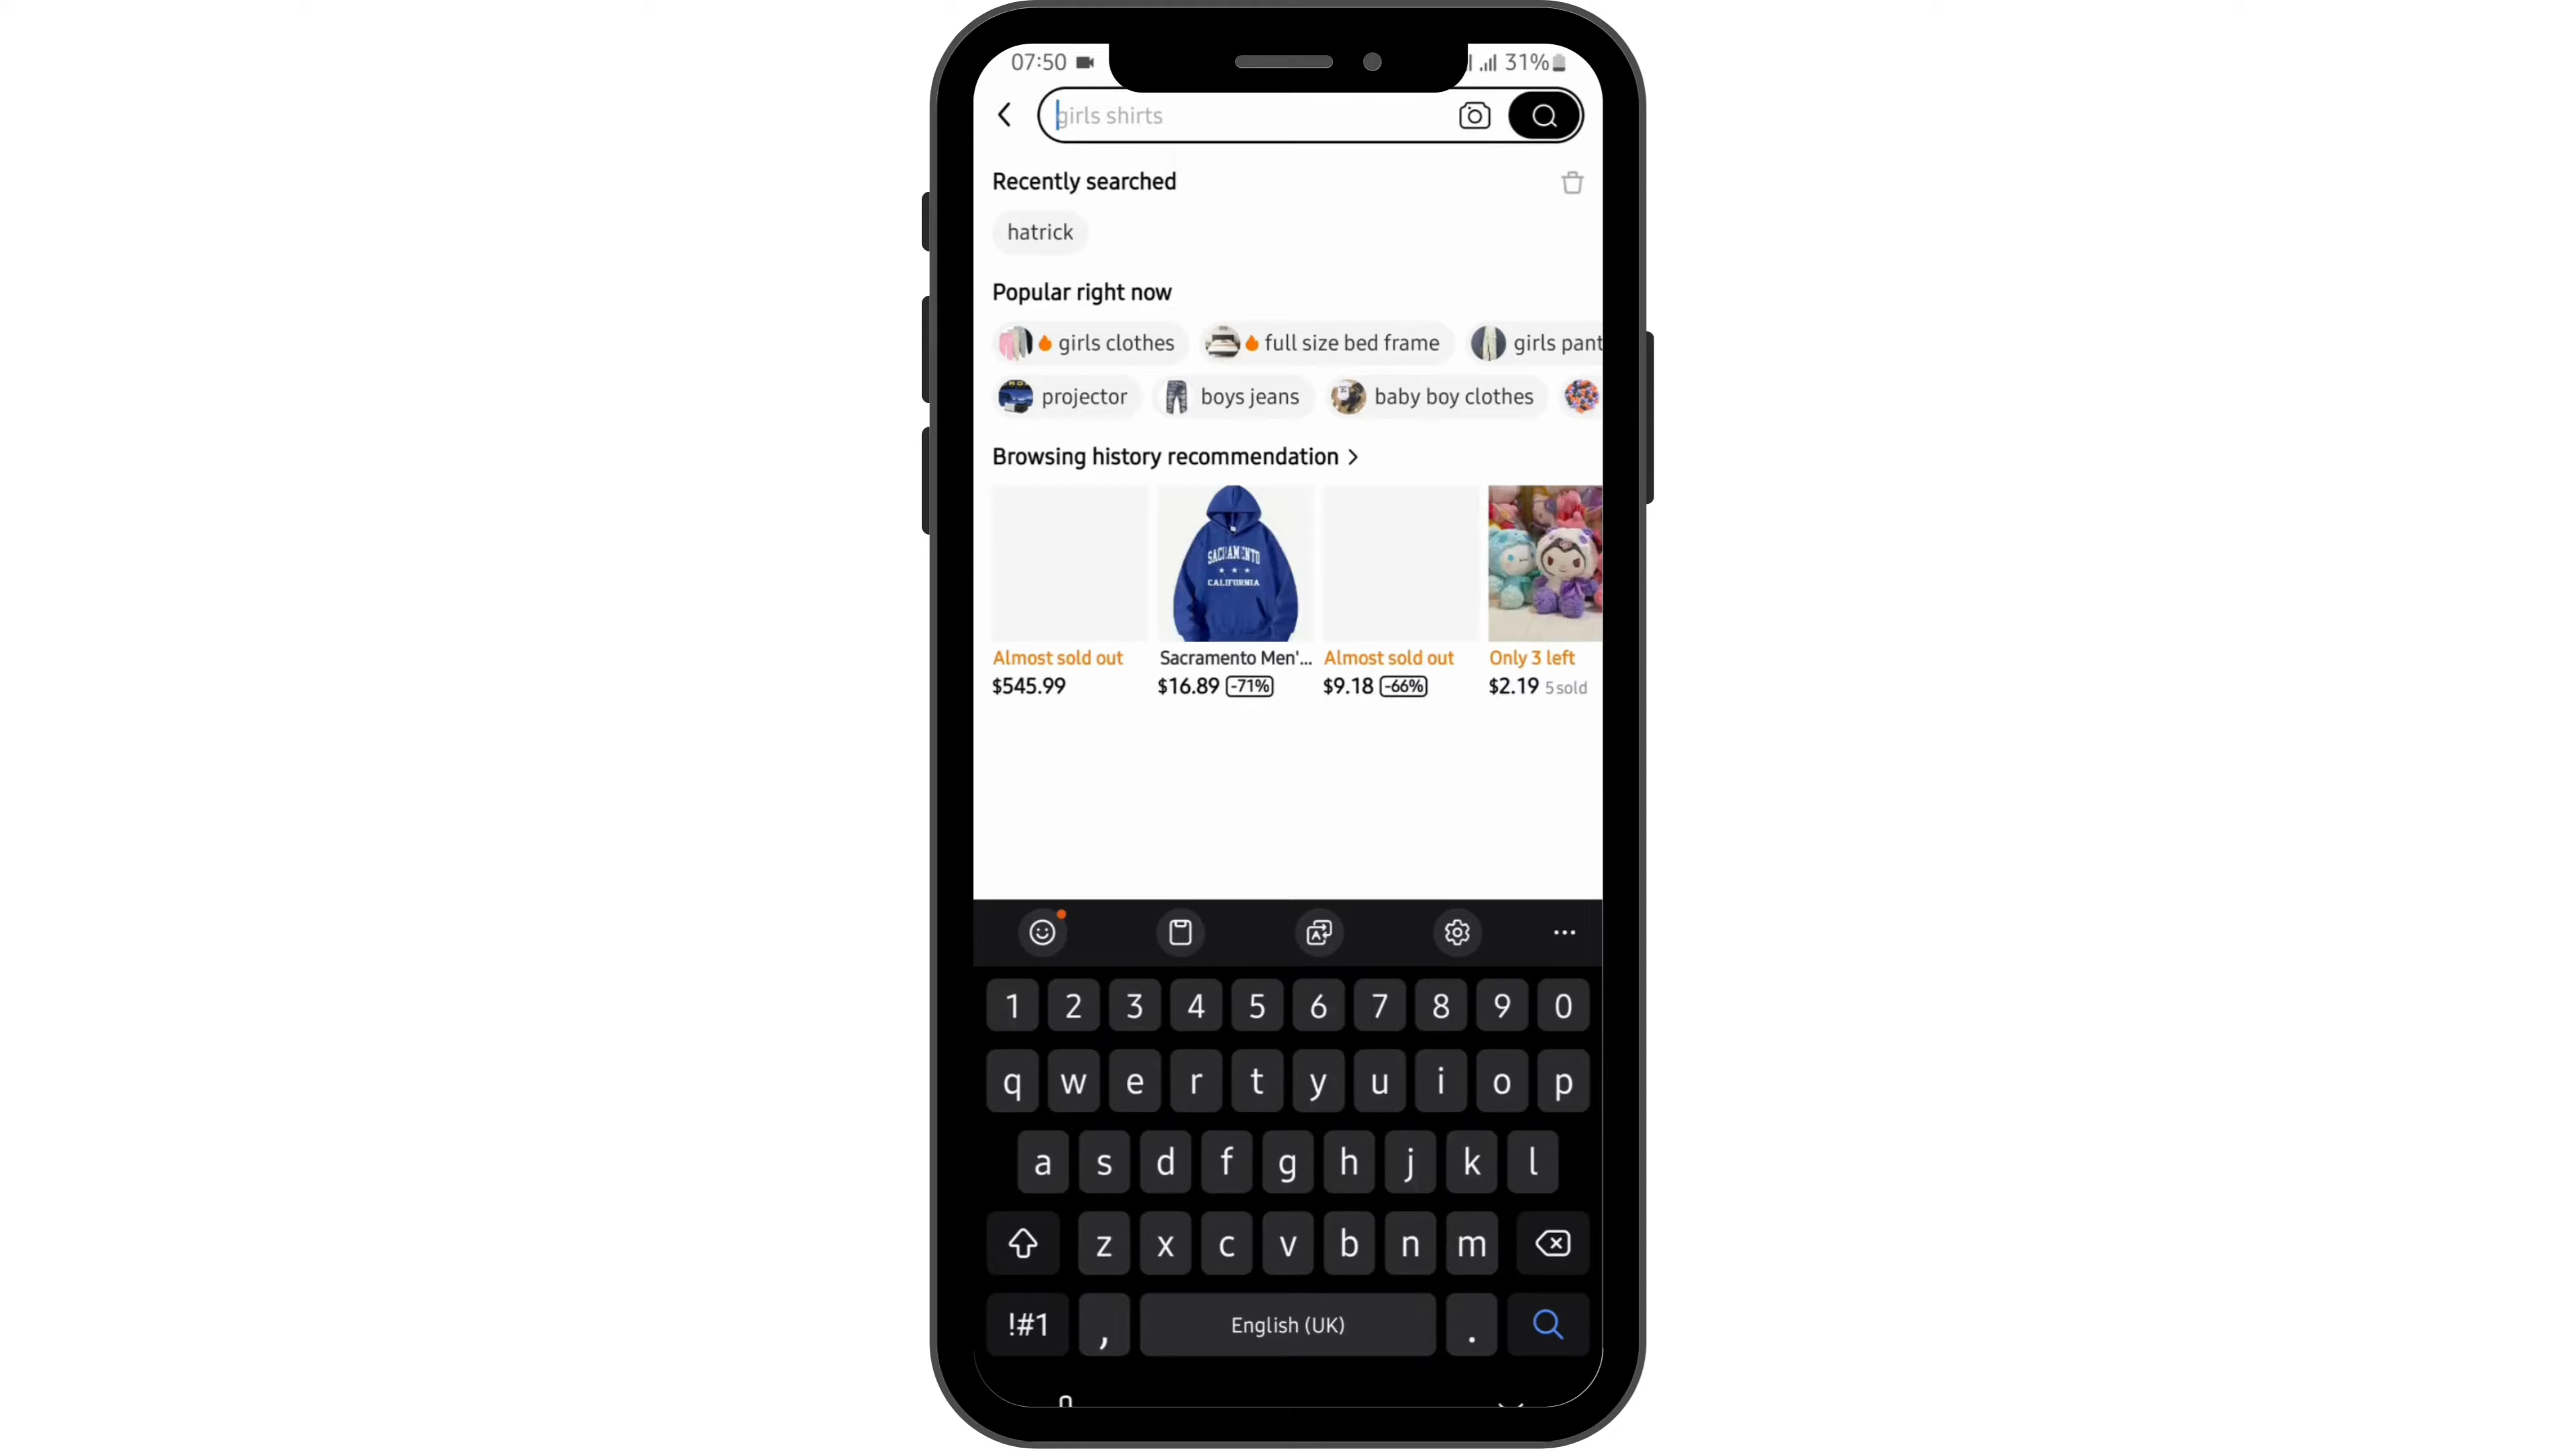 07:50 31%
girls shirts
Recently searched
hatrick
Popular right now
girls clothes full size bed frame girls pant
projector boys jeans baby boy clothes
Browsing history recommendation >
SACRAMENTO
CALIFORNIA
Almost sold out Sacramento Men'... Almost sold out Only 3 left
$545.99 $16.89 -71% $9.18 -66% $2.19 5 sold
1 2 3 4 5 6 7 8 9 0
q w e r t y u i o p
a s d f g h j k l
z x c v b n m
!#1 , English (UK) .